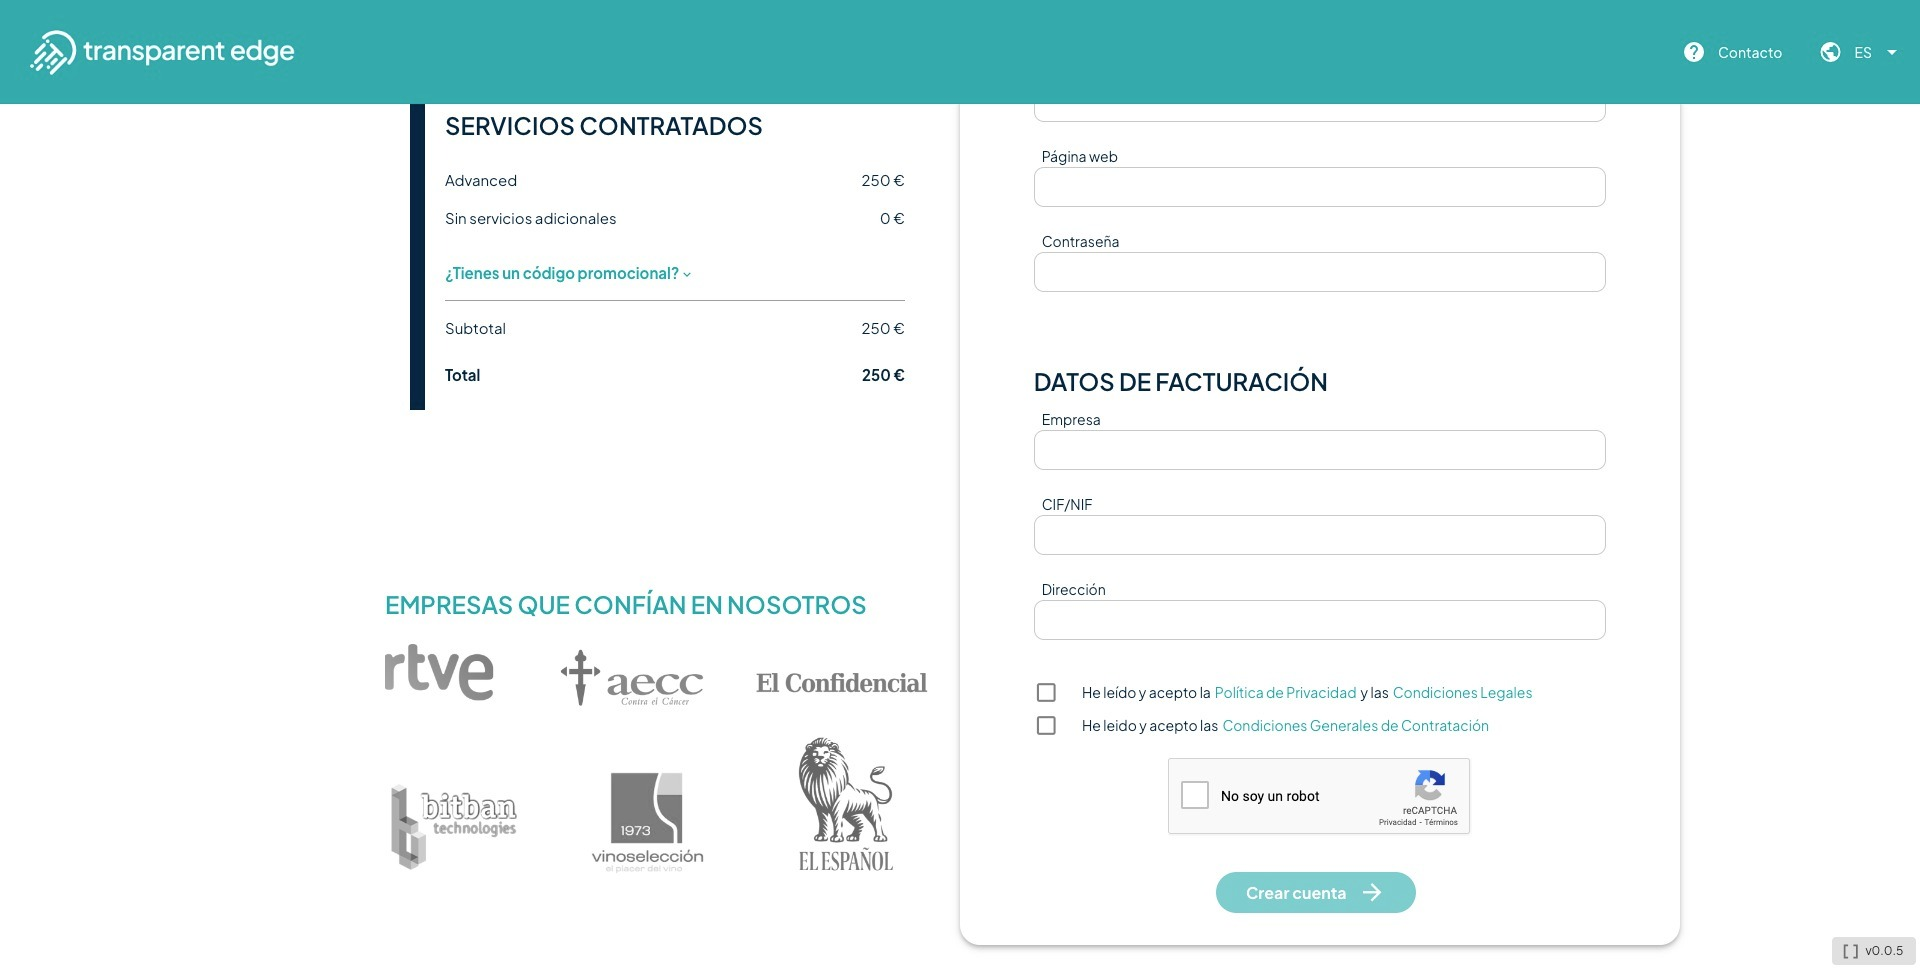 transparent edge
Contacto
ES
SERVICIOS CONTRATADOS
Advanced 250 €
Sin servicios adicionales 0 €
¿Tienes un código promocional?
Subtotal 250 €
Total 250 €
EMPRESAS QUE CONFÍAN EN NOSOTROS
rtve
aecc
Contra el Cáncer
El Confidencial
bitban
technologies
1973
vinoselección
el placer del vino
EL ESPAÑOL
Página web
Contraseña
DATOS DE FACTURACIÓN
Empresa
CIF/NIF
Dirección
He leído y acepto la Política de Privacidad y las Condiciones Legales
He leido y acepto las Condiciones Generales de Contratación
No soy un robot
reCAPTCHA
Privacidad - Términos
Crear cuenta
[ ] v0.0.5